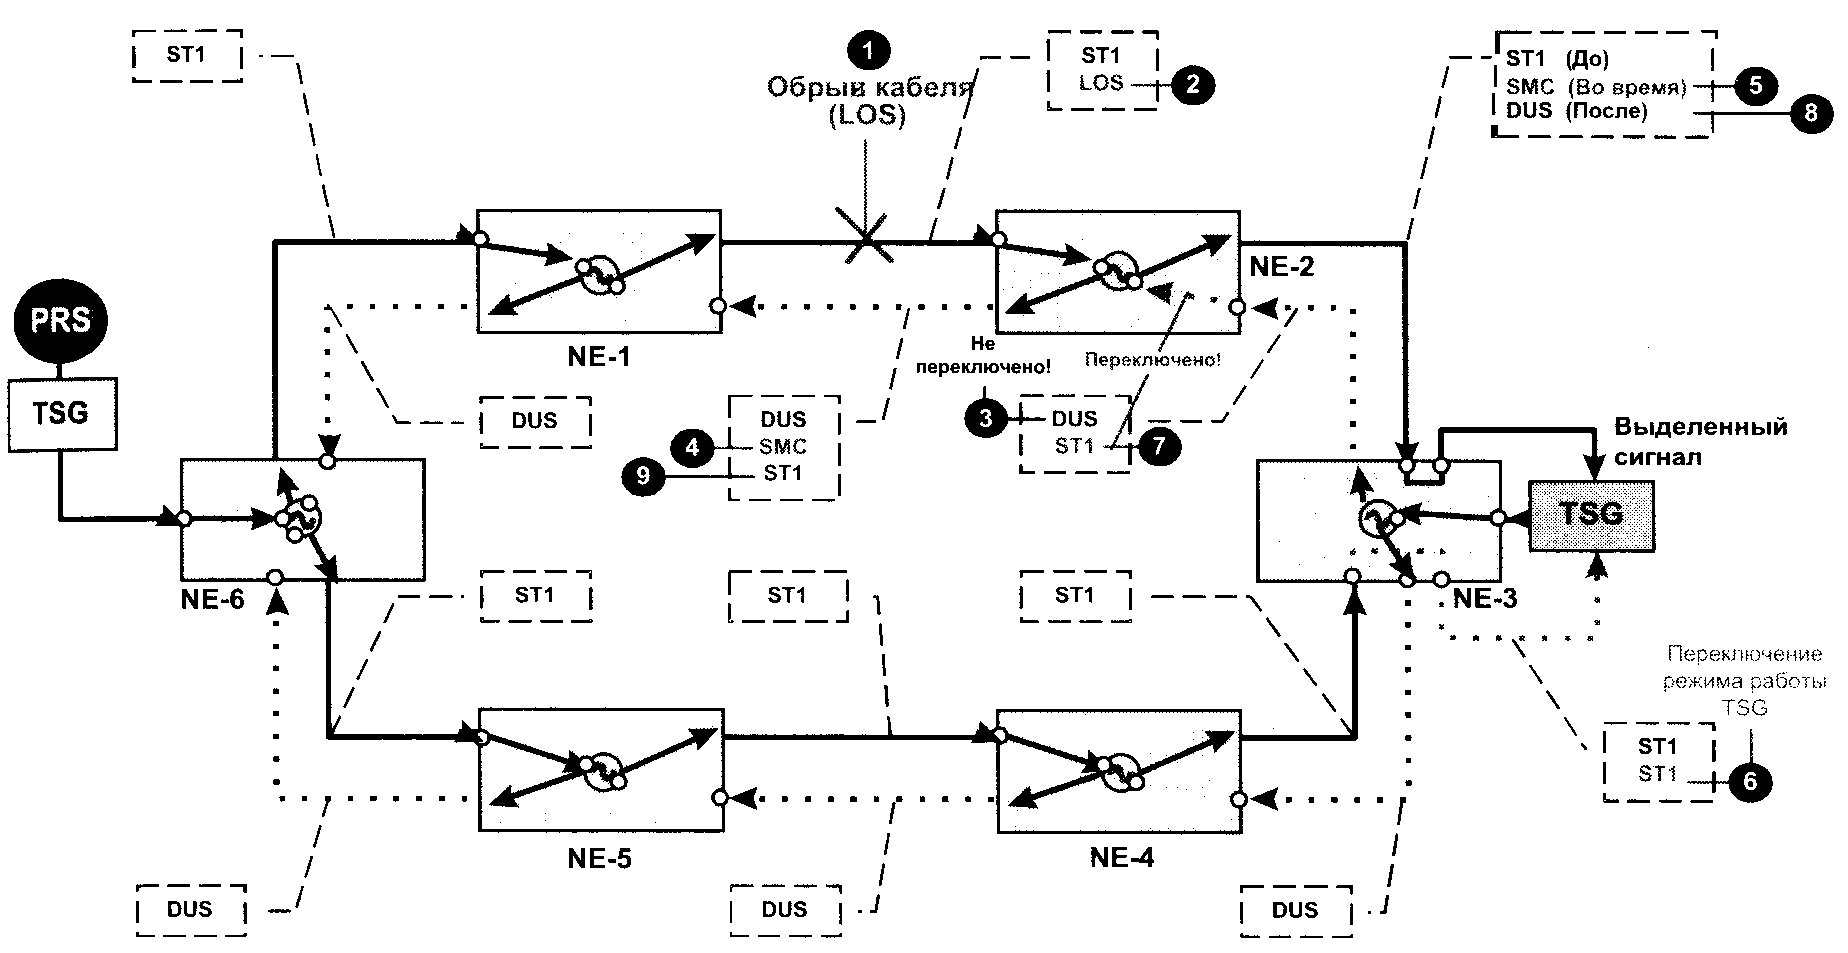 ST1
1
Обрыв кабеля
(LOS)
ST1
LOS
2
ST1 (До)
SMC (Во время)
DUS (После)
5
8
PRS
TSG
NE-1
NE-2
Не
переключено!
Переключено!
DUS
DUS
SMC
ST1
4
9
3
DUS
ST1
7
Выделенный
сигнал
TSG
NE-6
NE-3
ST1
ST1
ST1
Переключение
режима работы
TSG
ST1
ST1
6
NE-5
NE-4
DUS
DUS
DUS